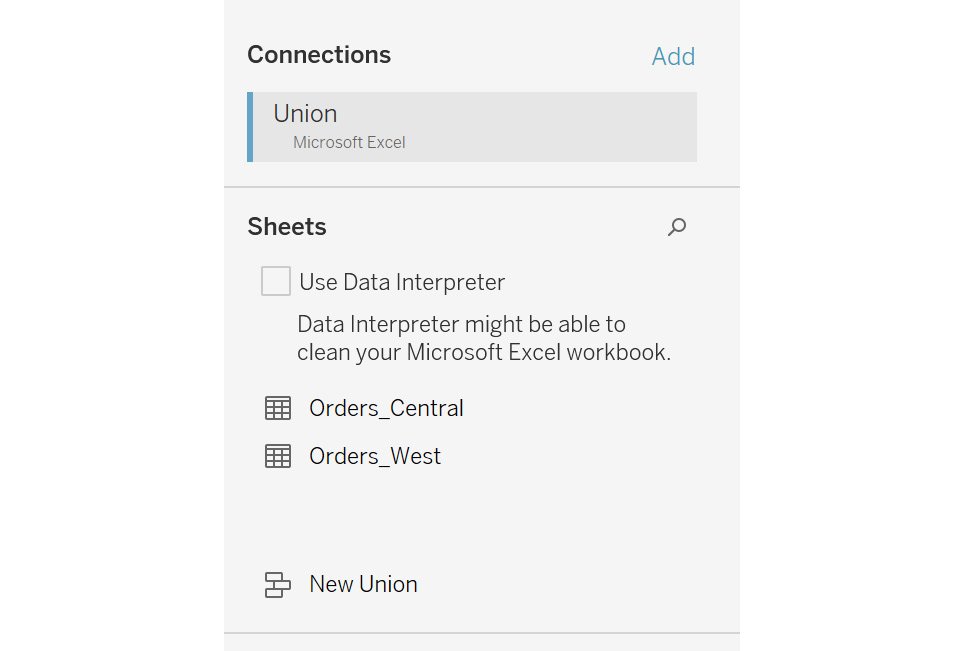 Connections
Add
Union
Microsoft Excel
Sheets
Use Data Interpreter
Data Interpreter might be able to
clean your Microsoft Excel workbook.
Orders_Central
Orders_West
New Union